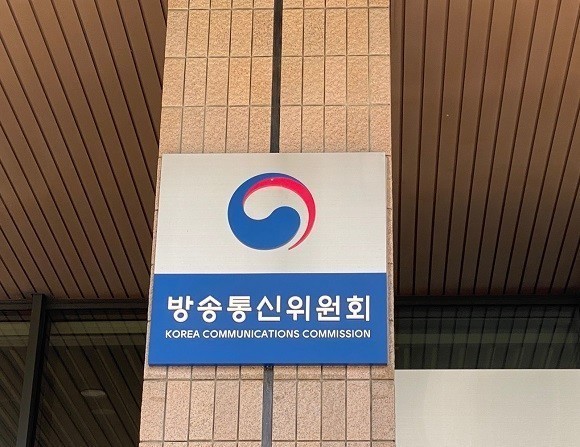 방송통신위원회
KOREA COMMUNICATIONS COMMISSION